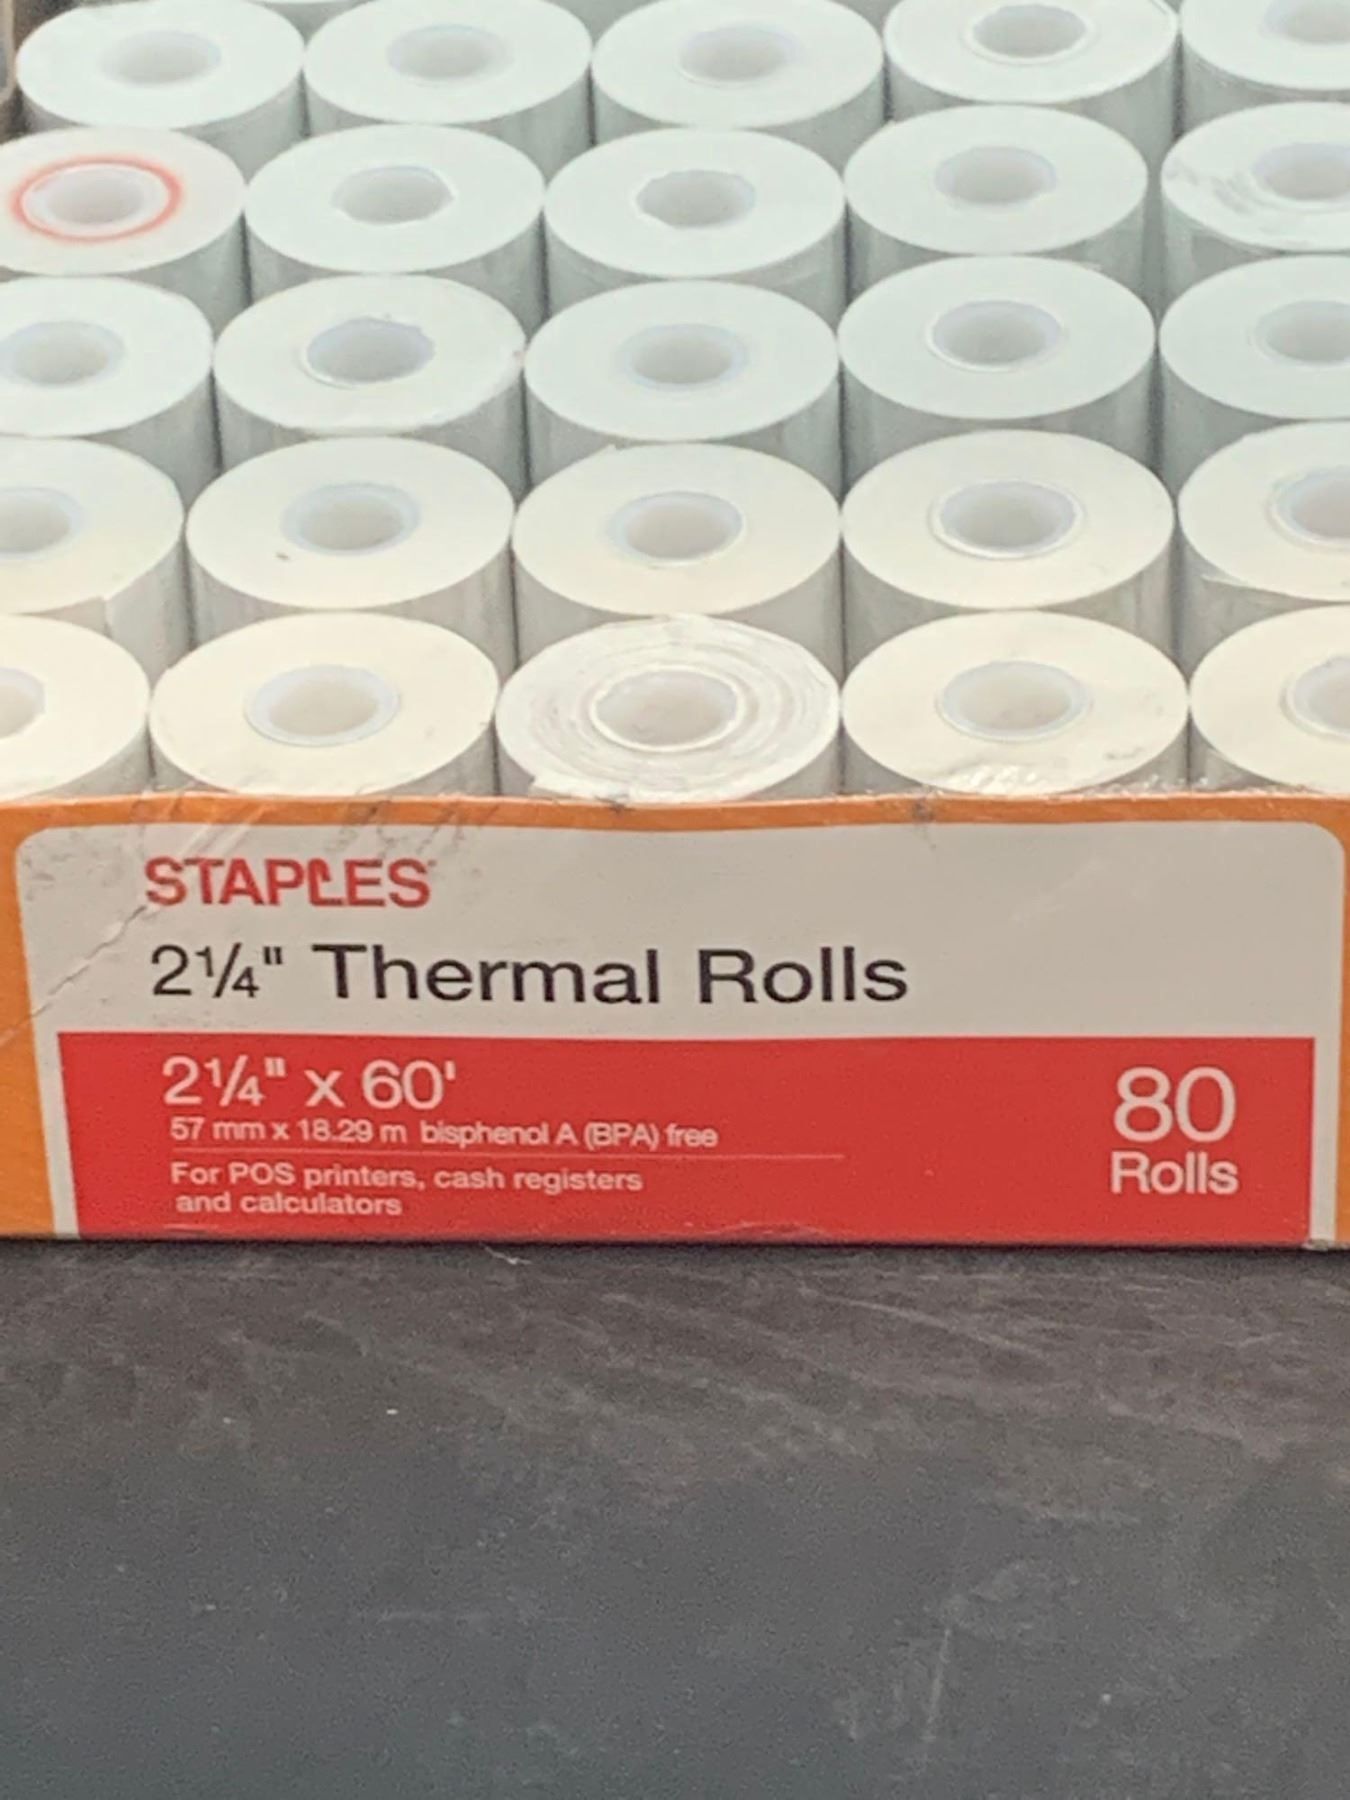 STAPLES
2¼" Thermal Rolls
2¼" x 60'
57 mm x 18.29 m bisphenol A (BPA) free
For POS printers, cash registers
and calculators
80
Rolls